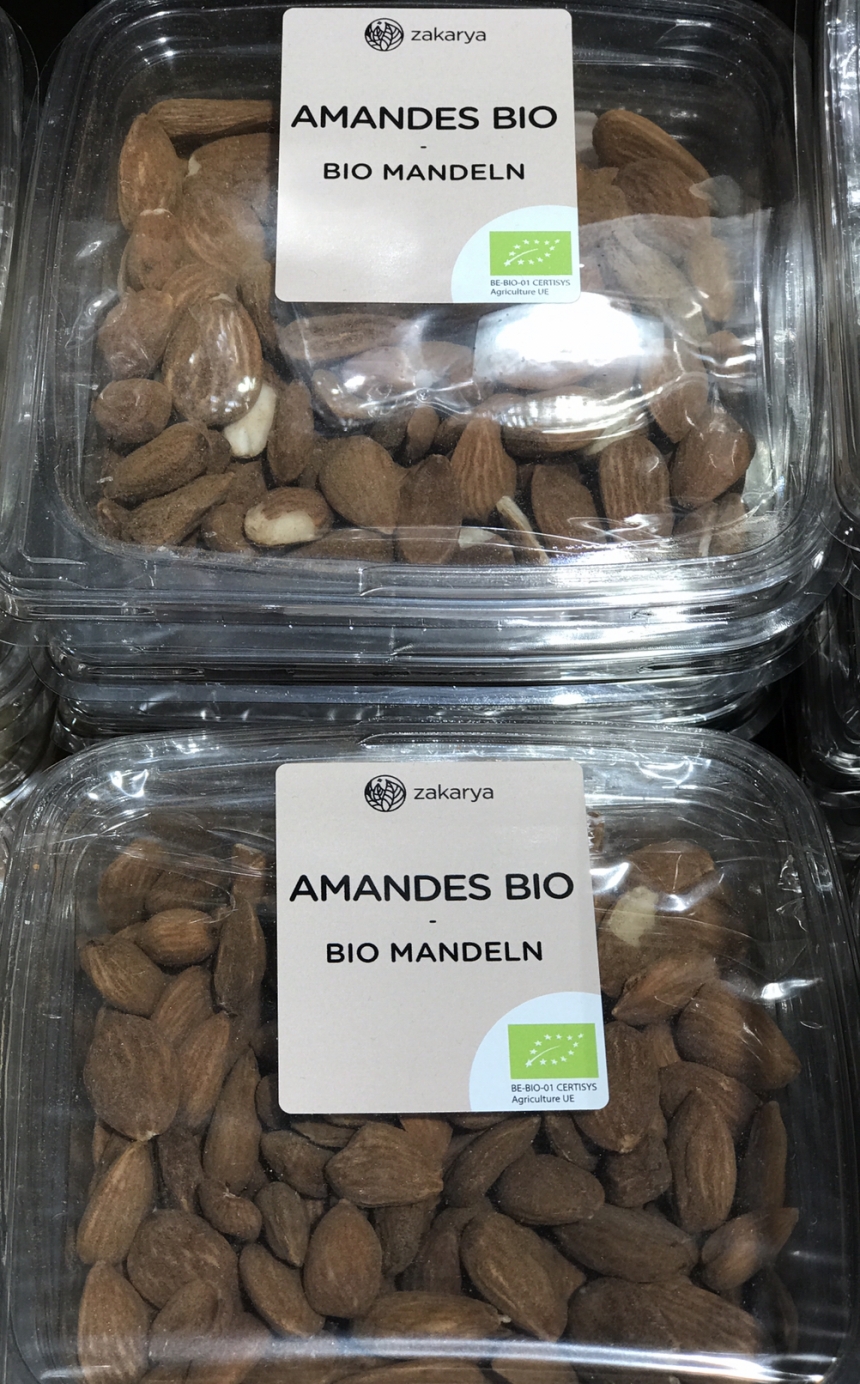 zakarya
AMANDES BIO
-
BIO MANDELN
BE-BIO-01 CERTISYS
Agriculture UE
zakarya
AMANDES BIO
-
BIO MANDELN
BE-BIO-01 CERTISYS
Agriculture UE